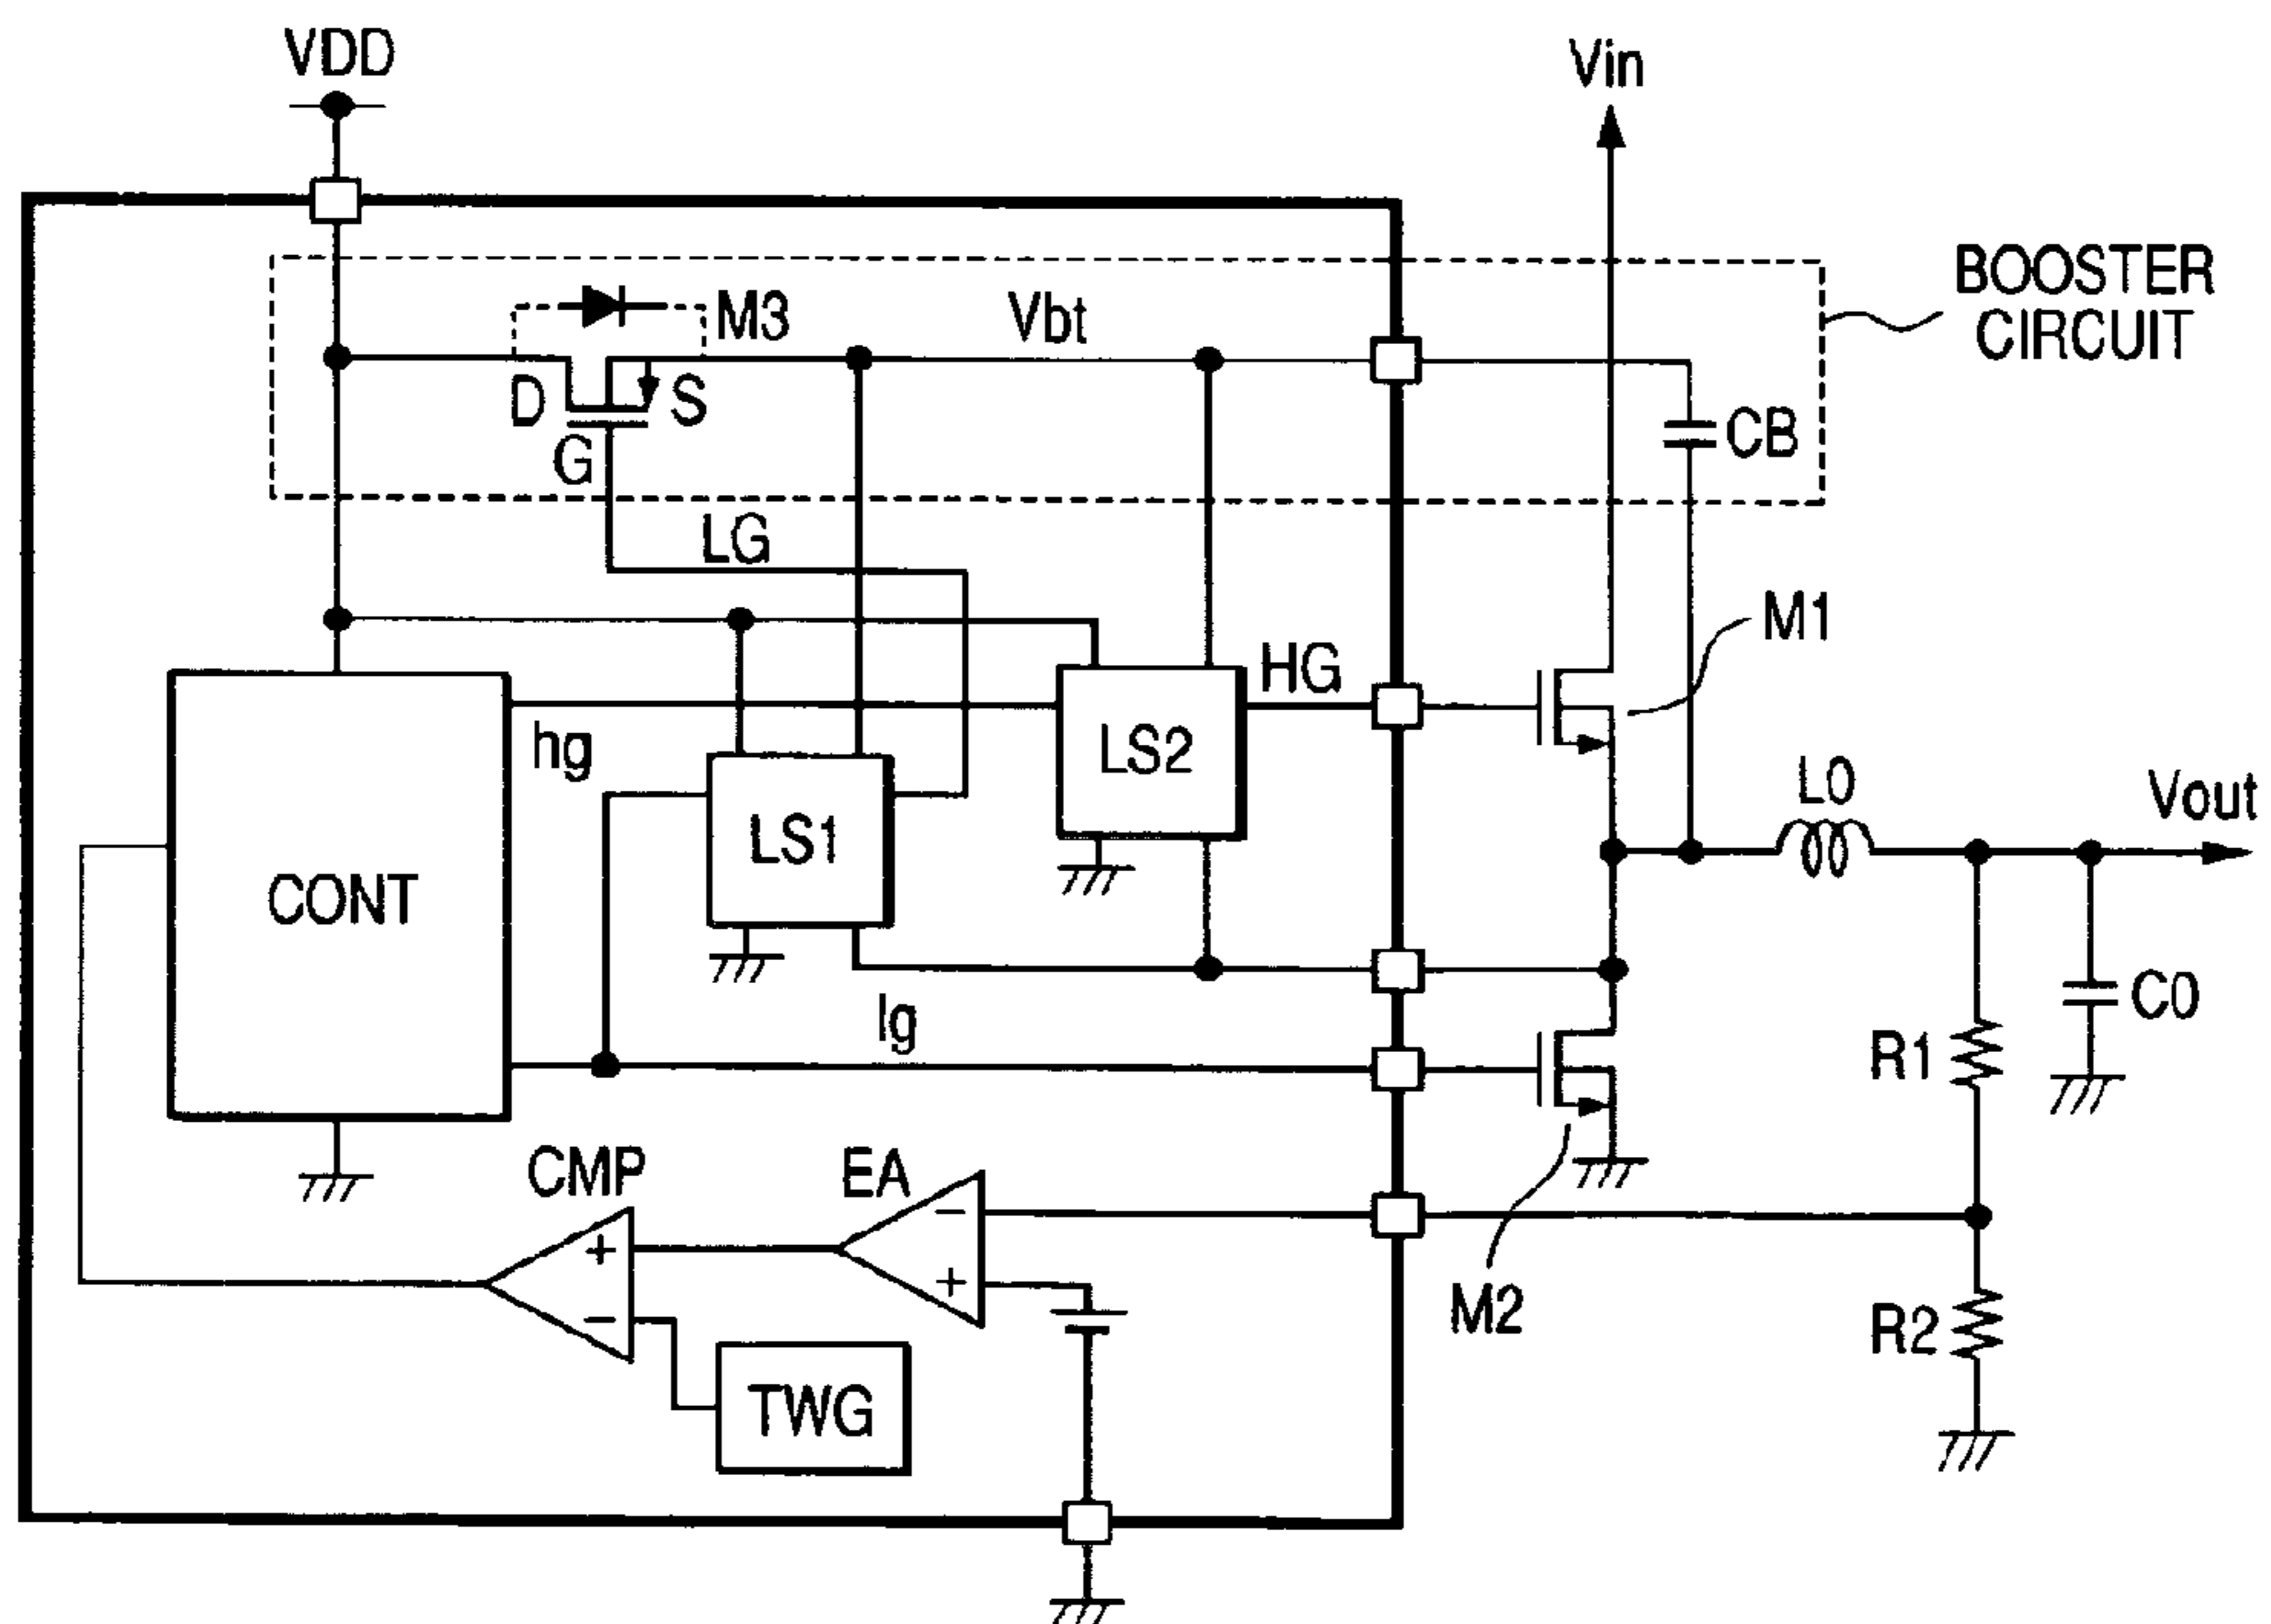 VDD
Vin
BOOSTER
CIRCUIT
M3
Vbt
D
S
G
CB
LG
M1
HG
hg
LS2
L0
Vout
LS1
CONT
lg
C0
R1
CMP
EA
+
−
−
+
M2
R2
TWG